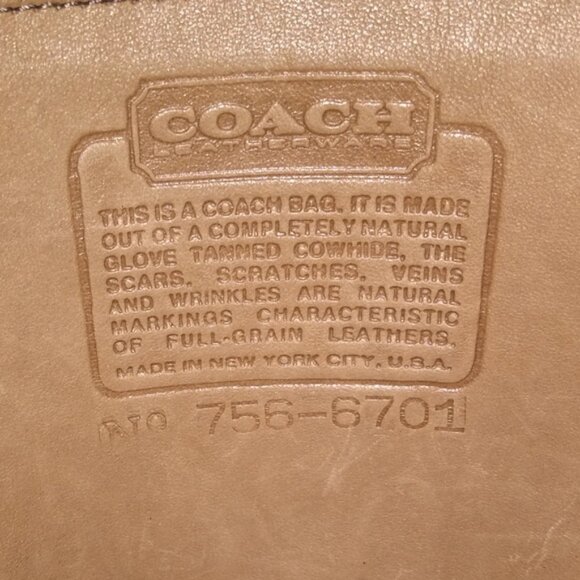 COACH
LEATHERWARE
THIS IS A COACH BAG. IT IS MADE
OUT OF A COMPLETELY NATURAL
GLOVE TANNED COWHIDE, THE
SCARS, SCRATCHES, VEINS
AND WRINKLES ARE NATURAL
MARKINGS CHARACTERISTIC
OF FULL-GRAIN LEATHERS.
MADE IN NEW YORK CITY, U.S.A.
No 756-6701